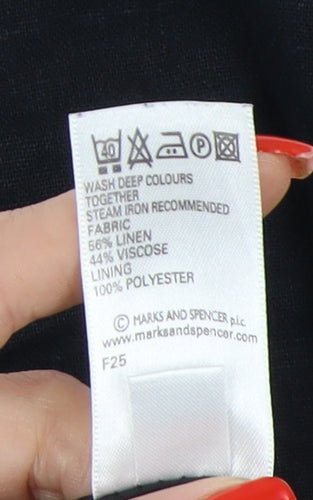 40 P
WASH DEEP COLOURS
TOGETHER
STEAM IRON RECOMMENDED
FABRIC
56% LINEN
44% VISCOSE
LINING
100% POLYESTER
© MARKS AND SPENCER p.l.c.
www.marksandspencer.com
F25